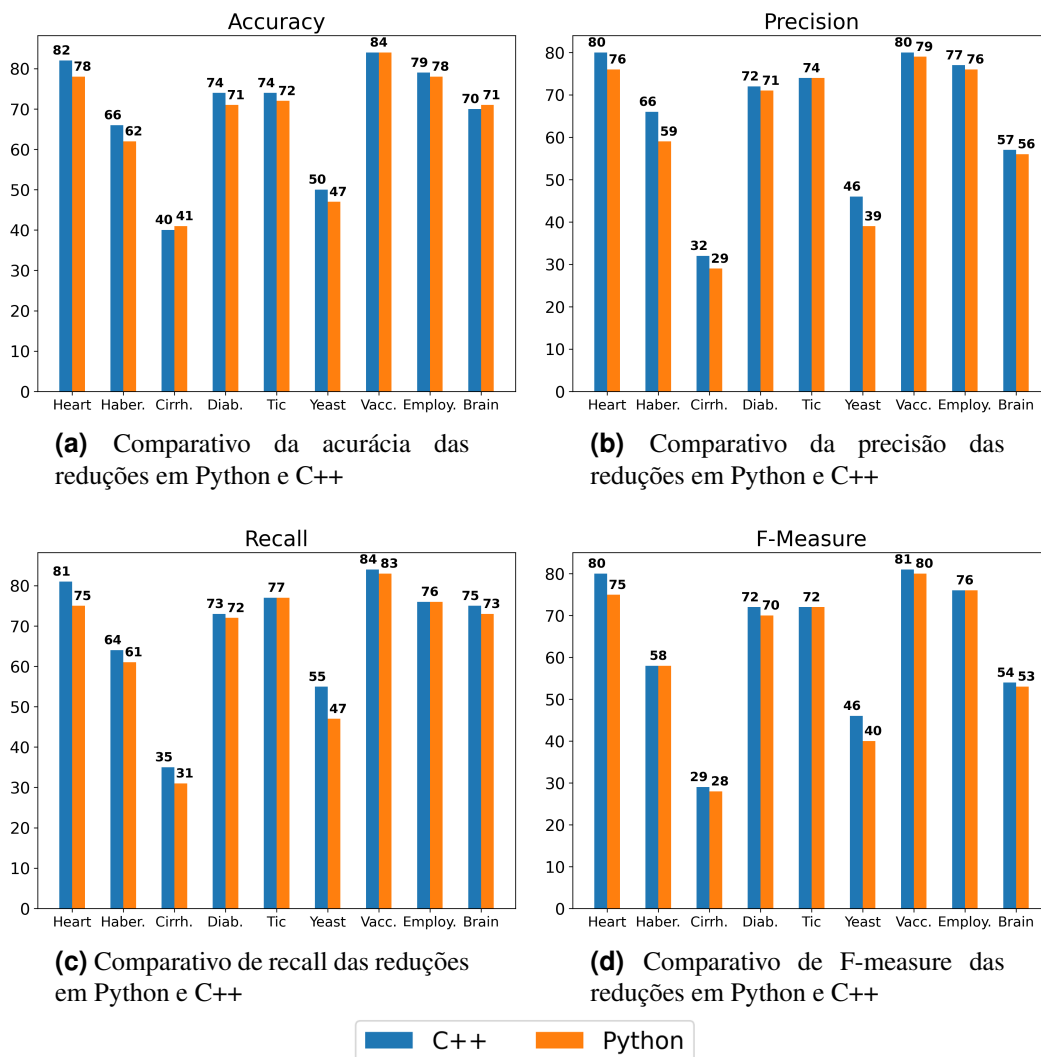 Accuracy
82 78 66 62 40 41 74 71 74 72 50 47 84 79 78 70 71
80
70
60
50
40
30
20
10
0
Heart Haber. Cirrh. Diab. Tic Yeast Vacc. Employ. Brain
(a) Comparativo da acurácia das
reduções em Python e C++
Precision
80 76 66 59 32 29 72 71 74 46 39 80 79 77 76 57 56
80
70
60
50
40
30
20
10
0
Heart Haber. Cirrh. Diab. Tic Yeast Vacc. Employ. Brain
(b) Comparativo da precisão das
reduções em Python e C++
Recall
81 75 64 61 35 31 73 72 77 55 47 84 83 76 75 73
80
70
60
50
40
30
20
10
0
Heart Haber. Cirrh. Diab. Tic Yeast Vacc. Employ. Brain
(c) Comparativo de recall das reduções
em Python e C++
F-Measure
80 75 58 29 28 72 70 72 46 40 81 80 76 54 53
80
70
60
50
40
30
20
10
0
Heart Haber. Cirrh. Diab. Tic Yeast Vacc. Employ. Brain
(d) Comparativo de F-measure das
reduções em Python e C++
C++ Python